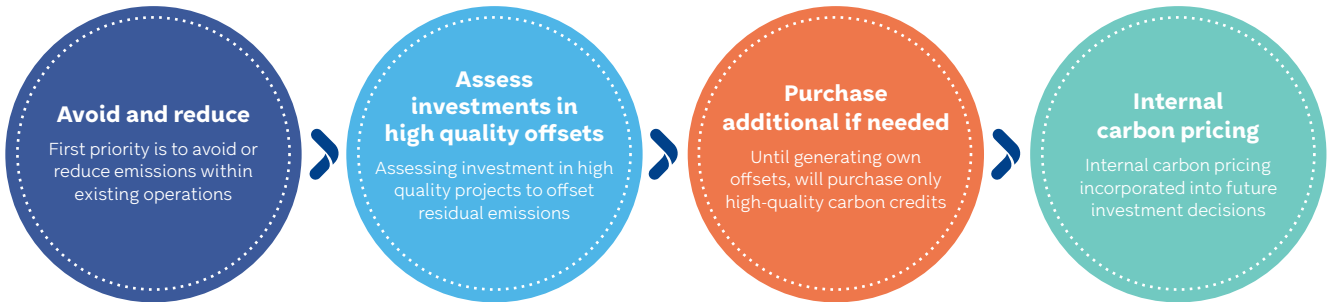 Avoid and reduce
First priority is to avoid or
reduce emissions within
existing operations
Assess
investments in
high quality offsets
Assessing investment in high
quality projects to offset
residual emissions
Purchase
additional if needed
Until generating own
offsets, will purchase only
high-quality carbon credits
Internal
carbon pricing
Internal carbon pricing
incorporated into future
investment decisions